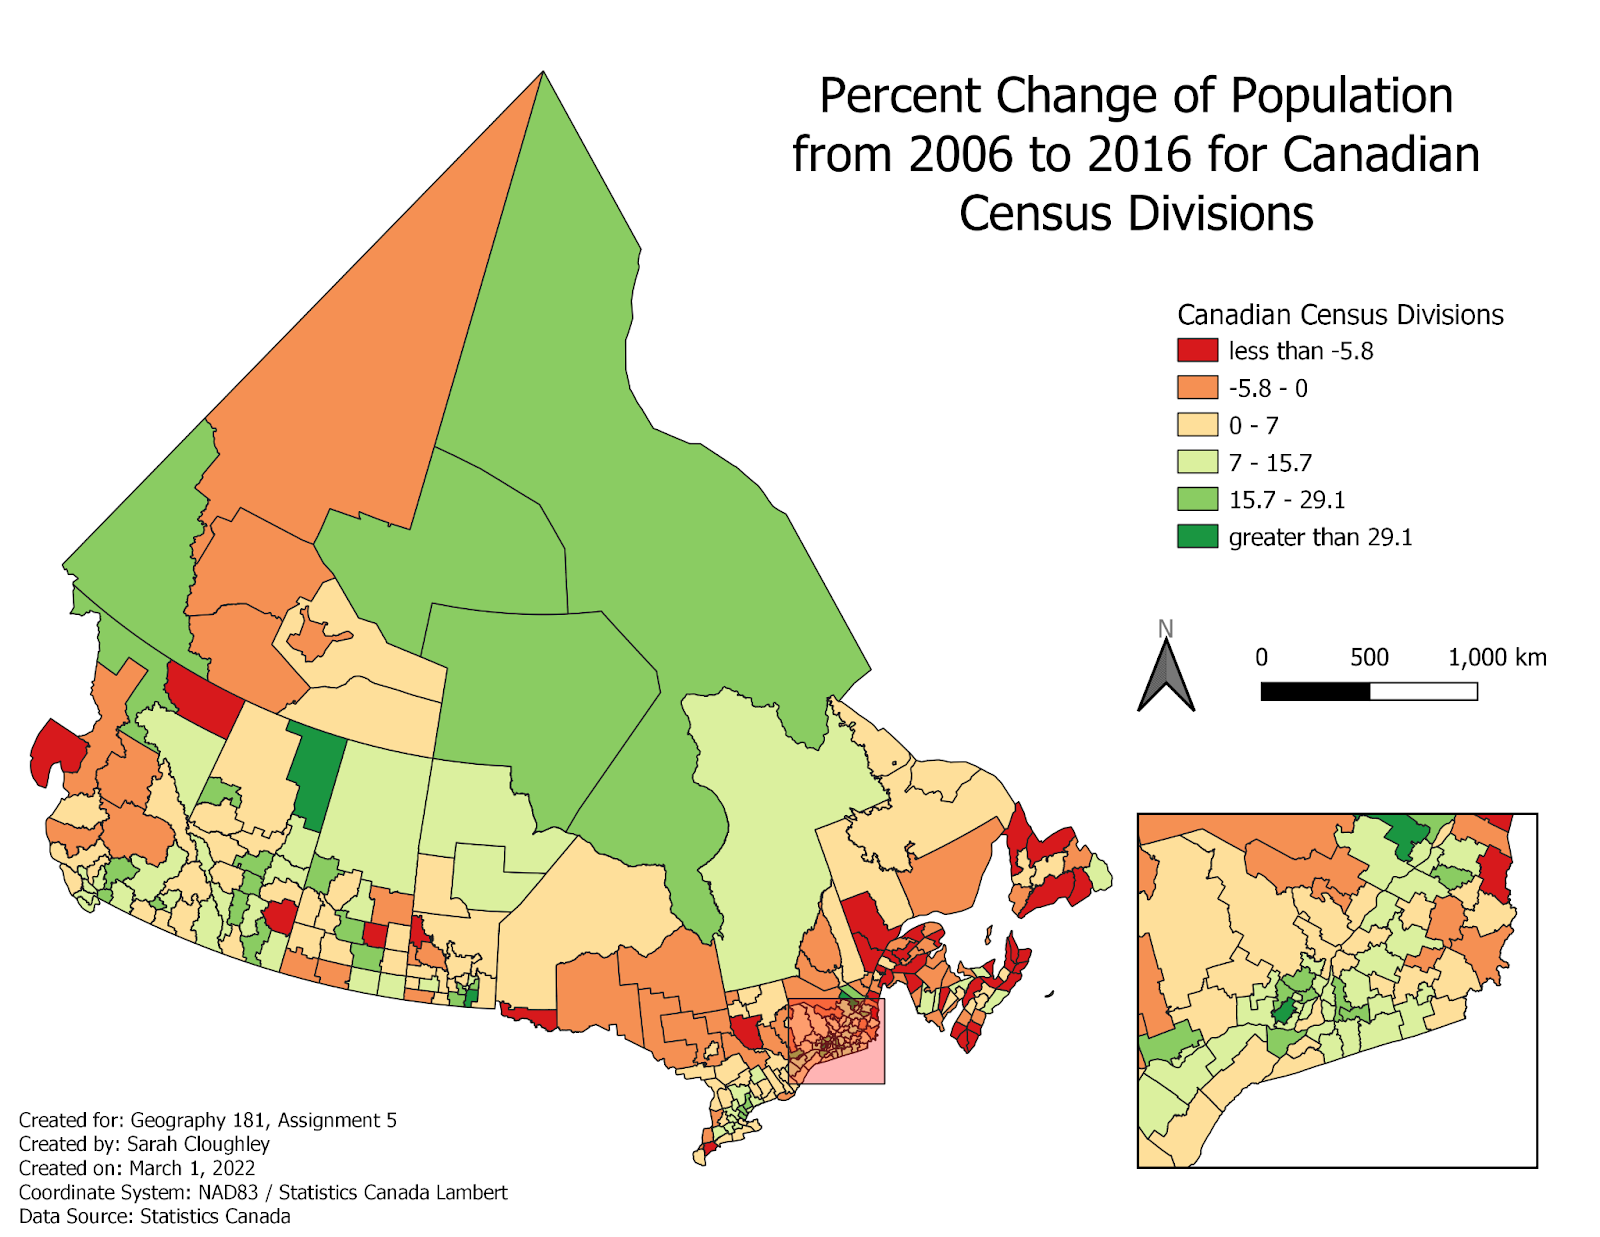 Percent Change of Population
from 2006 to 2016 for Canadian
Census Divisions
Canadian Census Divisions
less than -5.8
-5.8 - 0
0 - 7
7 - 15.7
15.7 - 29.1
greater than 29.1
N
0 500 1,000 km
Created for: Geography 181, Assignment 5
Created by: Sarah Cloughley
Created on: March 1, 2022
Coordinate System: NAD83 / Statistics Canada Lambert
Data Source: Statistics Canada